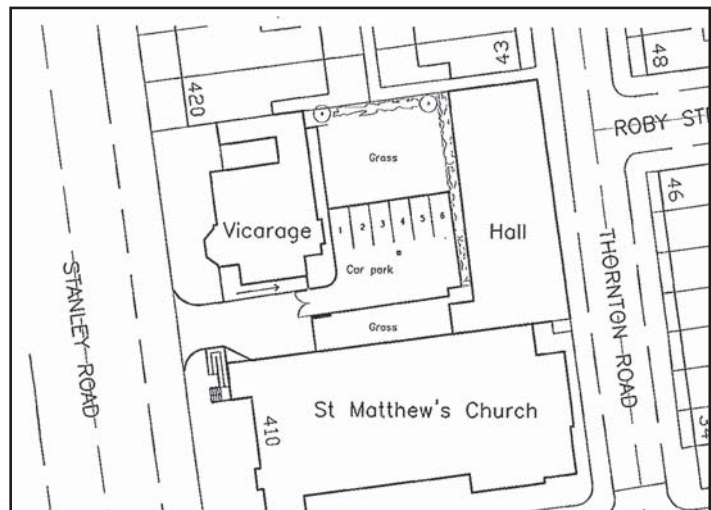 420
43
48
ROBY ST
Grass
46
1 2 3 4 5 6
Vicarage
Hall
Car park
STANLEY ROAD
THORNTON ROAD
Grass
St Matthew's Church
410
34